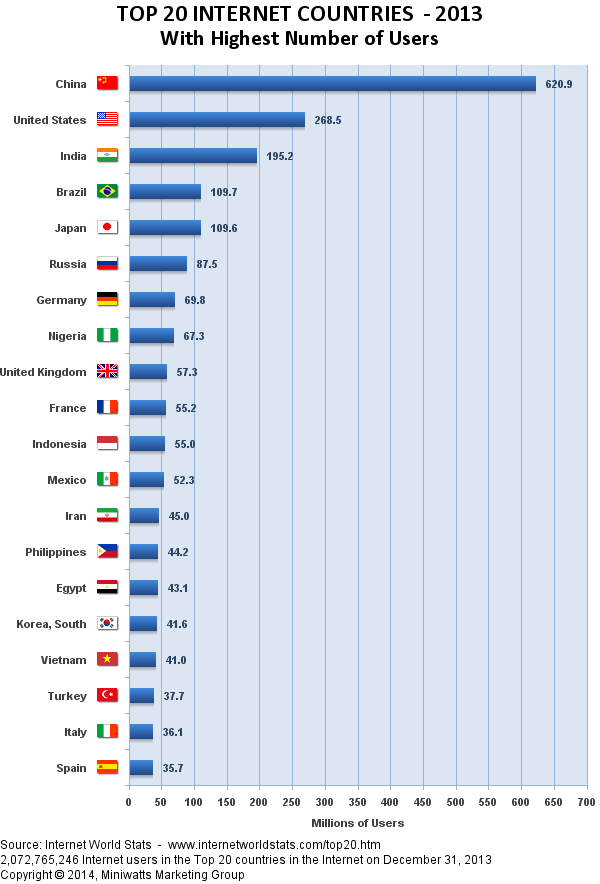 TOP 20 INTERNET COUNTRIES - 2013
With Highest Number of Users
China 620.9
United States 268.5
India 195.2
Brazil 109.7
Japan 109.6
Russia 87.5
Germany 69.8
Nigeria 67.3
United Kingdom 57.3
France 55.2
Indonesia 55.0
Mexico 52.3
Iran 45.0
Philippines 44.2
Egypt 43.1
Korea, South 41.6
Vietnam 41.0
Turkey 37.7
Italy 36.1
Spain 35.7
0 50 100 150 200 250 300 350 400 450 500 550 600 650 700
Millions of Users
Source: Internet World Stats - www.internetworldstats.com/top20.htm
2,072,765,246 Internet users in the Top 20 countries in the Internet on December 31, 2013
Copyright © 2014, Miniwatts Marketing Group